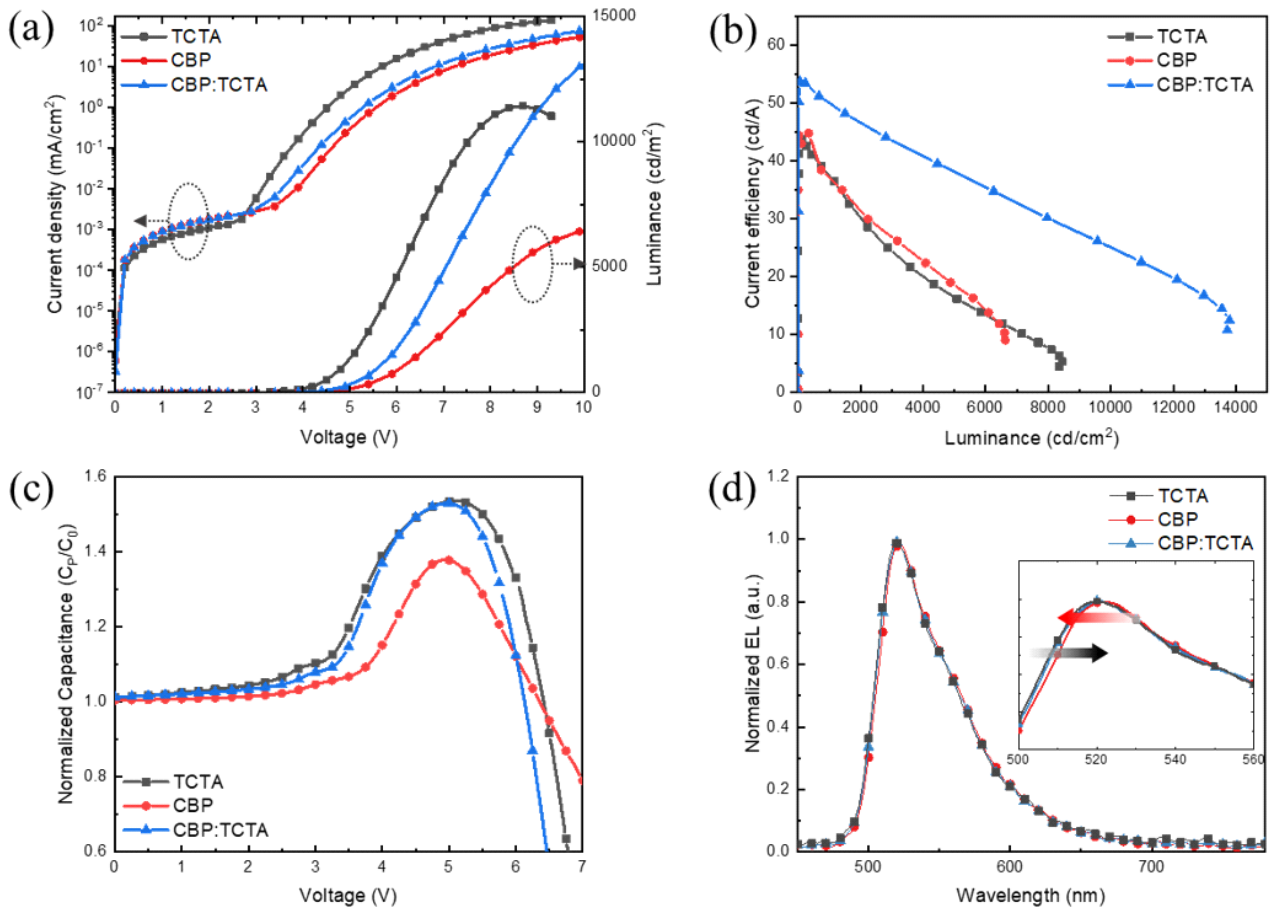 (a)
TCTA
CBP
CBP:TCTA
10²
10¹
10⁰
10⁻¹
10⁻²
10⁻³
10⁻⁴
10⁻⁵
10⁻⁶
10⁻⁷
Current density (mA/cm²)
0 1 2 3 4 5 6 7 8 9 10
Voltage (V)
15000
10000
5000
0
Luminance (cd/m²)
(b)
TCTA
CBP
CBP:TCTA
60
50
40
30
20
10
0
Current efficiency (cd/A)
0 2000 4000 6000 8000 10000 12000 14000
Luminance (cd/cm²)
(c)
1.6
1.4
1.2
1.0
0.8
0.6
Normalized Capacitance (C_P/C_0)
TCTA
CBP
CBP:TCTA
0 1 2 3 4 5 6 7
Voltage (V)
(d)
TCTA
CBP
CBP:TCTA
1.2
1.0
0.8
0.6
0.4
0.2
0.0
Normalized EL (a.u.)
500 520 540 560
500 600 700
Wavelength (nm)